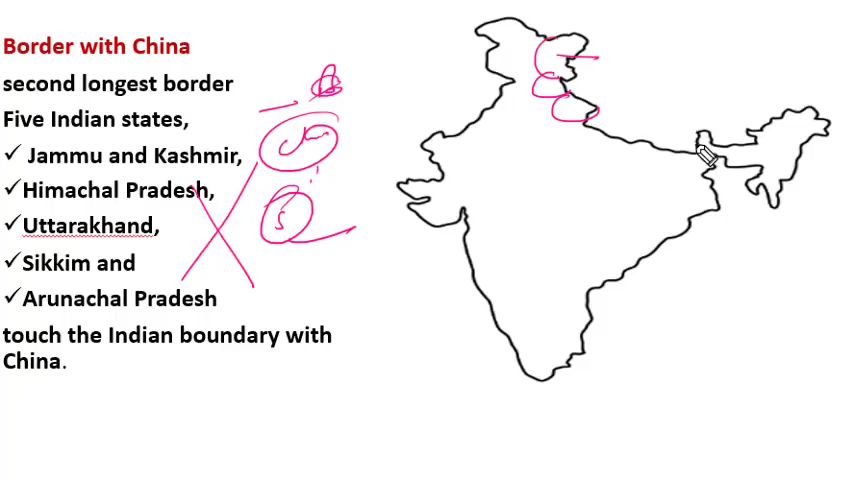 Border with China
second longest border
Five Indian states,
✓ Jammu and Kashmir,
✓ Himachal Pradesh,
✓ Uttarakhand,
✓ Sikkim and
✓ Arunachal Pradesh
touch the Indian boundary with
China.